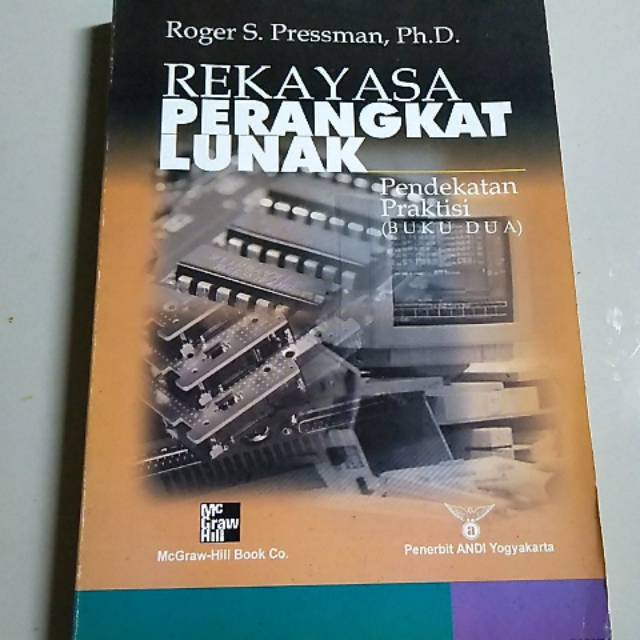 Roger S. Pressman, Ph.D.
REKAYASA
PERANGKAT
LUNAK
Pendekatan
Praktisi
(BUKU DUA)
Mc
Graw
Hill
McGraw-Hill Book Co.
a
Penerbit ANDI Yogyakarta